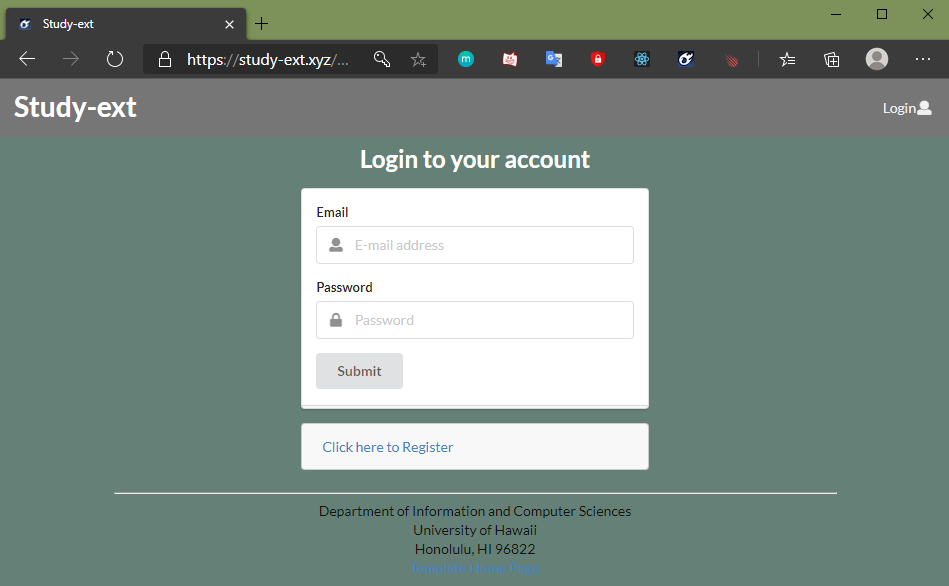 Study-ext
https://study-ext.xyz/...
Study-ext
Login
Login to your account
Email
E-mail address
Password
Password
Submit
Click here to Register
Department of Information and Computer Sciences
University of Hawaii
Honolulu, HI 96822
Template Home Page